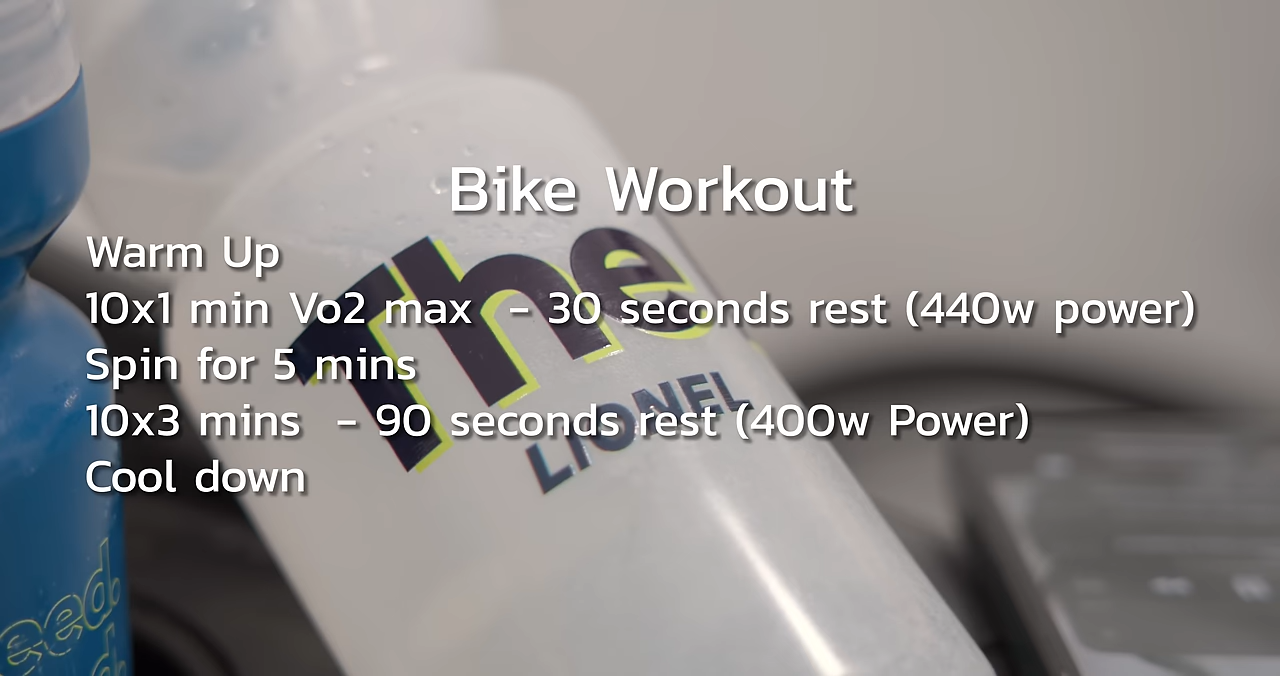 Bike Workout
Warm Up
10x1 min Vo2 max - 30 seconds rest (440w power)
Spin for 5 mins
10x3 mins - 90 seconds rest (400w Power)
Cool down
The
LIONEL
eed.
d.